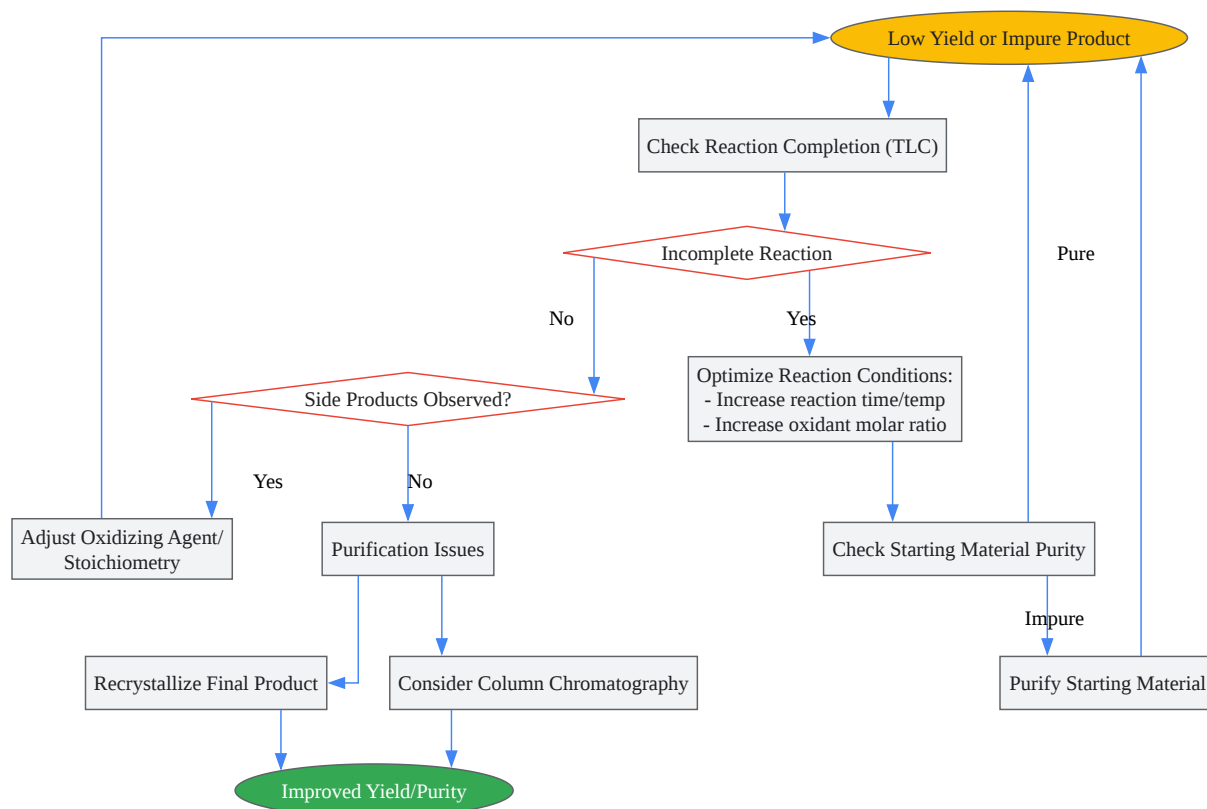 Low Yield or Impure Product
Check Reaction Completion (TLC)
Incomplete Reaction
Pure
No
Yes
Optimize Reaction Conditions:
- Increase reaction time/temp
- Increase oxidant molar ratio
Side Products Observed?
Yes
No
Adjust Oxidizing Agent/
Stoichiometry
Purification Issues
Check Starting Material Purity
Impure
Recrystallize Final Product
Consider Column Chromatography
Purify Starting Material
Improved Yield/Purity